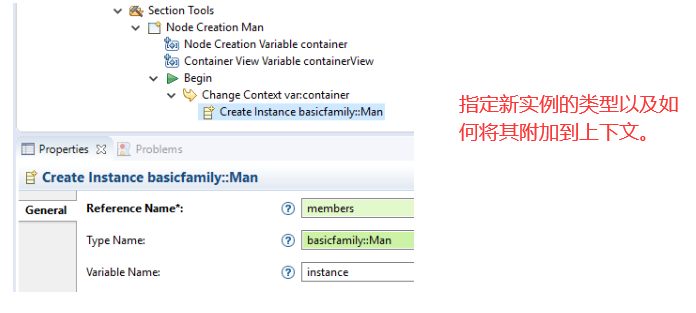 Section Tools
Node Creation Man
Node Creation Variable container
Container View Variable containerView
Begin
Change Context var:container
Create Instance basicfamily::Man
指定新实例的类型以及如
何将其附加到上下文。
Properties
Problems
Create Instance basicfamily::Man
General
Reference Name*:
?
members
Type Name:
?
basicfamily::Man
Variable Name:
?
instance